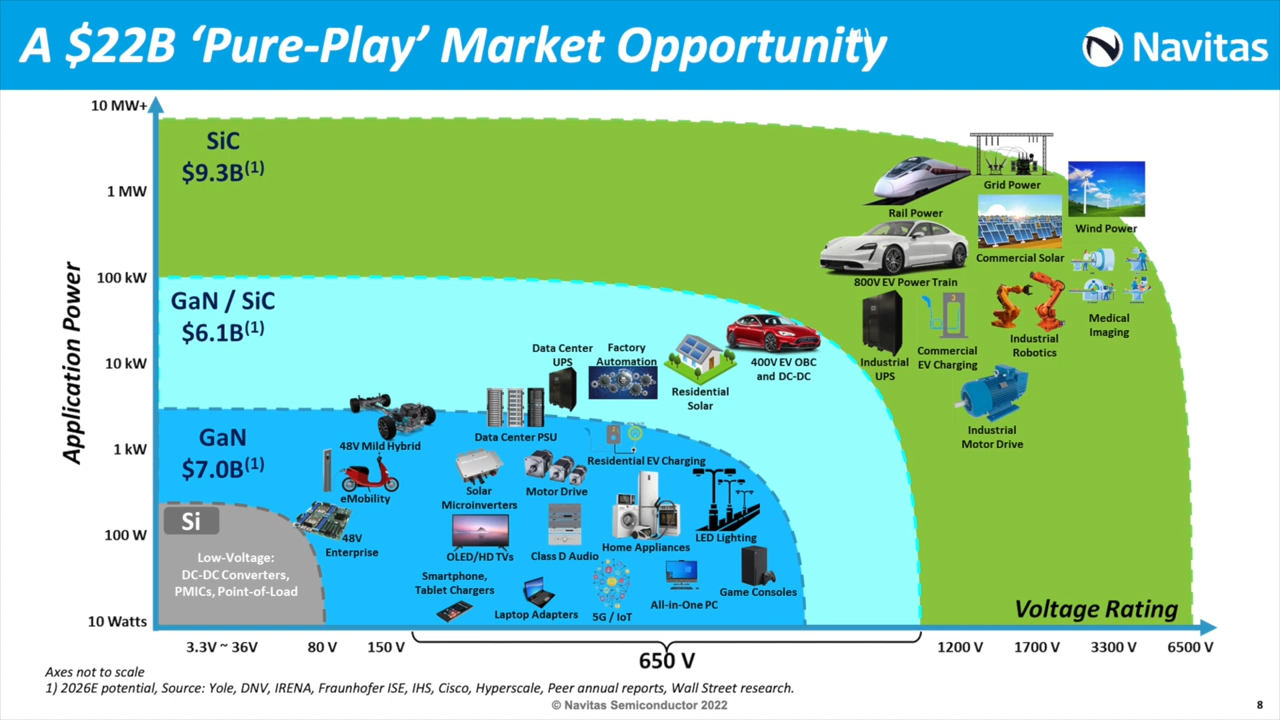 A $22B ‘Pure-Play’ Market Opportunity
Navitas
10 MW+
1 MW
100 kW
10 kW
1 kW
100 W
10 Watts
Application Power
SiC
$9.3B(1)
Rail Power
Grid Power
Wind Power
Commercial Solar
800V EV Power Train
Medical
Imaging
Industrial
Robotics
Industrial
UPS
Commercial
EV Charging
Industrial
Motor Drive
GaN / SiC
$6.1B(1)
Data Center
UPS
Factory
Automation
Residential
Solar
400V EV OBC
and DC-DC
GaN
$7.0B(1)
48V Mild Hybrid
Data Center PSU
Residential EV Charging
eMobility
Solar
Microinverters
Motor Drive
48V
Enterprise
OLED/HD TVs
Class D Audio
Home Appliances
LED Lighting
Smartphone,
Tablet Chargers
Laptop Adapters
5G / IoT
All-in-One PC
Game Consoles
Si
Low-Voltage:
DC-DC Converters,
PMICs, Point-of-Load
Voltage Rating
3.3V ~ 36V
80 V
150 V
650 V
1200 V
1700 V
3300 V
6500 V
Axes not to scale
1) 2026E potential, Source: Yole, DNV, IRENA, Fraunhofer ISE, IHS, Cisco, Hyperscale, Peer annual reports, Wall Street research.
© Navitas Semiconductor 2022
8